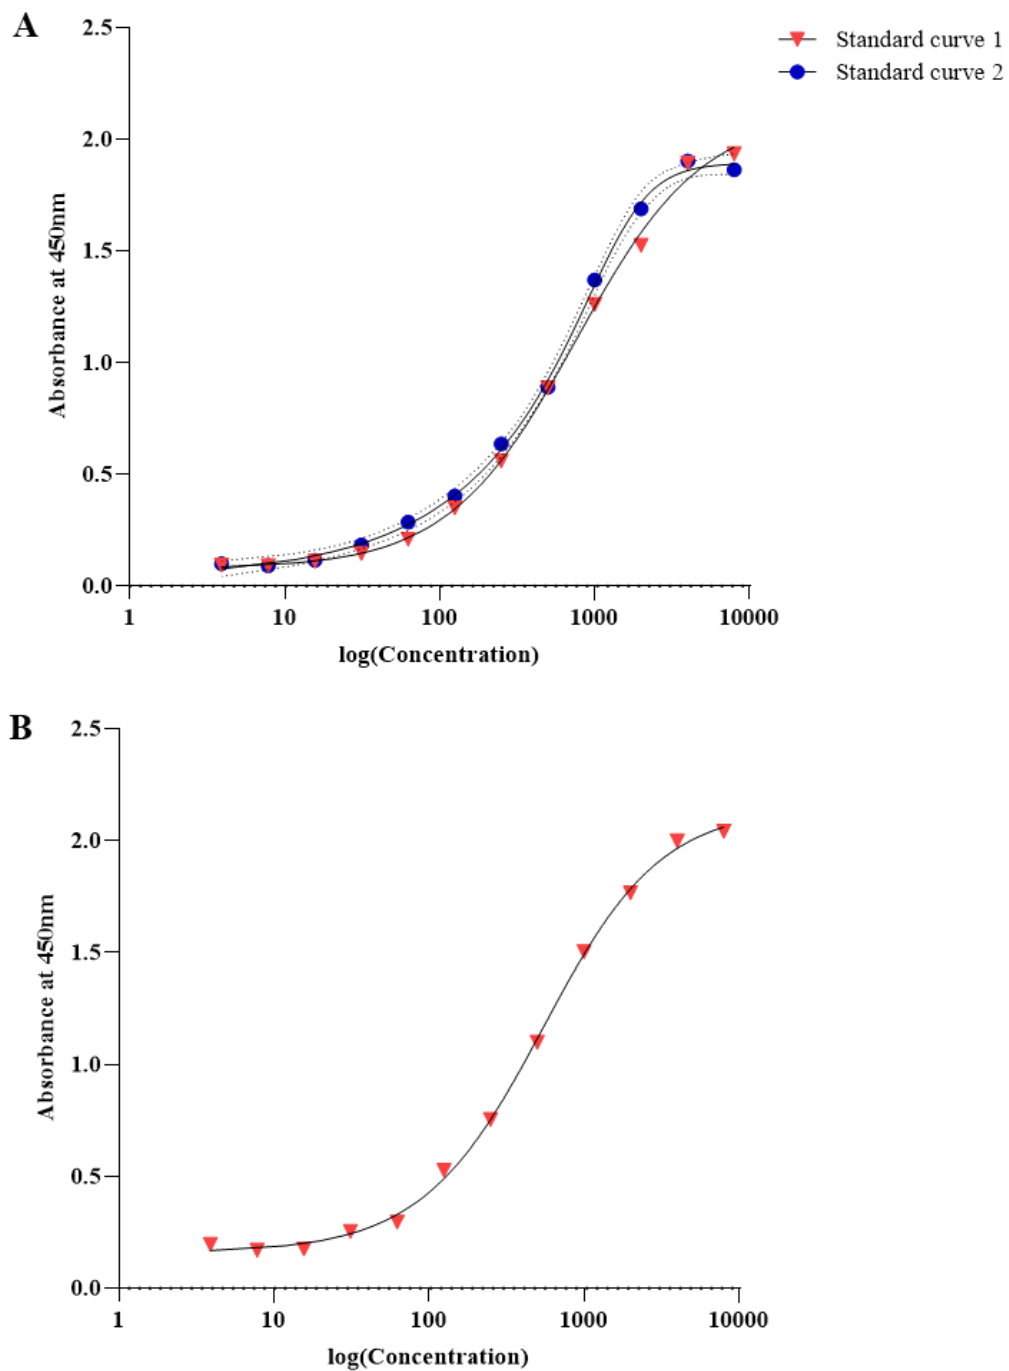 A
2.5
2.0
1.5
1.0
0.5
0.0
Absorbance at 450nm
1 10 100 1000 10000
log(Concentration)
Standard curve 1
Standard curve 2
B
2.5
2.0
1.5
1.0
0.5
0.0
Absorbance at 450nm
1 10 100 1000 10000
log(Concentration)